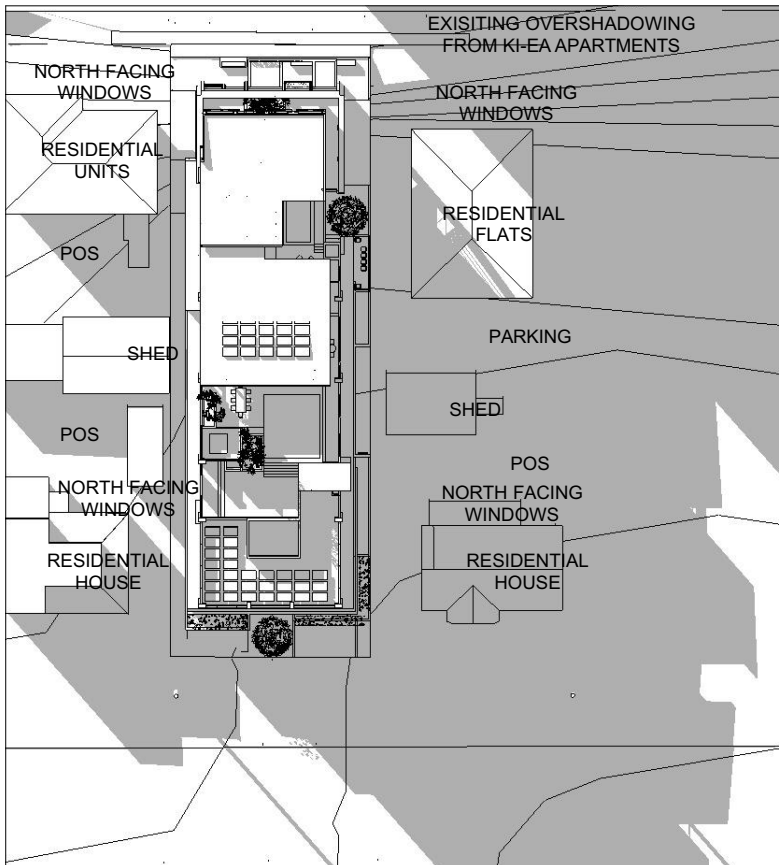 EXISITING OVERSHADOWING
FROM KI-EA APARTMENTS
NORTH FACING
WINDOWS
NORTH FACING
WINDOWS
RESIDENTIAL
UNITS
RESIDENTIAL
FLATS
POS
PARKING
SHED
SHED
POS
POS
NORTH FACING
WINDOWS
NORTH FACING
WINDOWS
RESIDENTIAL
HOUSE
RESIDENTIAL
HOUSE